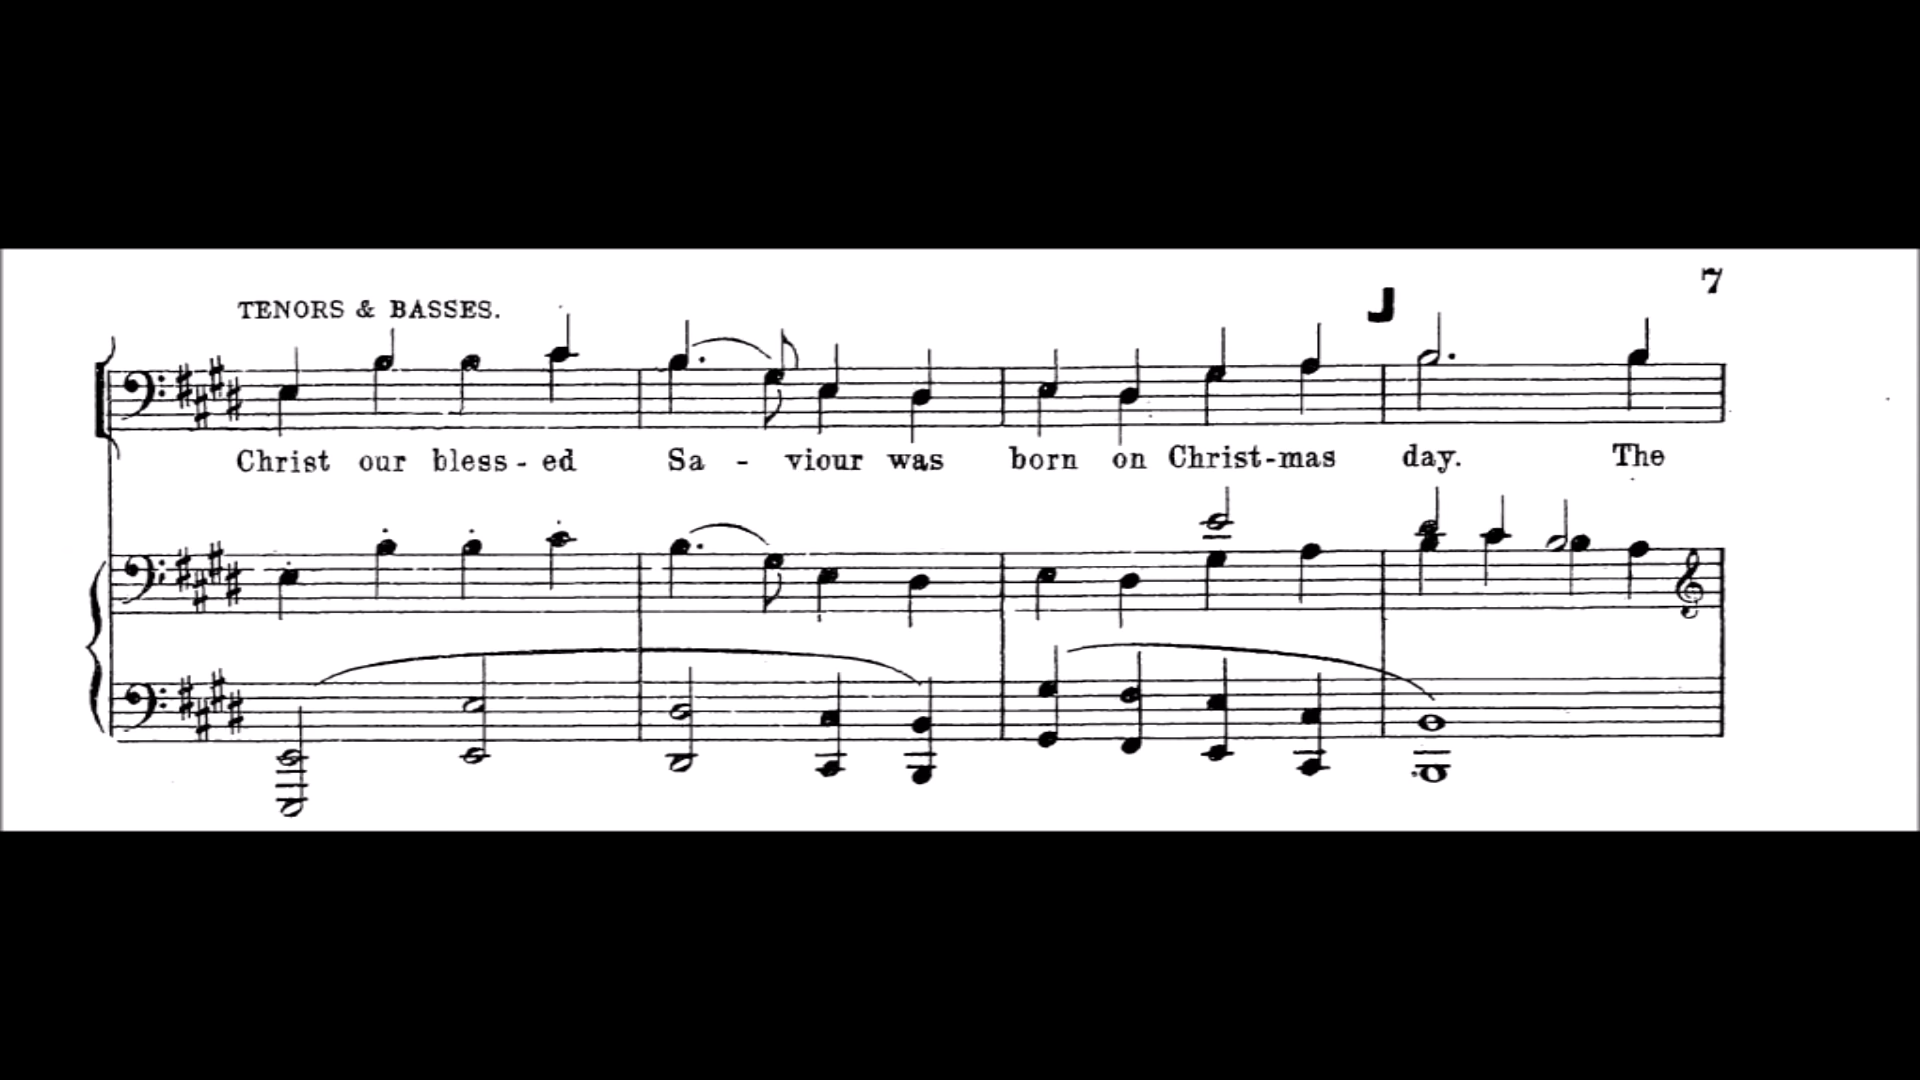 7
TENORS & BASSES.
J
Christ our bless - ed Sa - viour was born on Christ-mas day. The